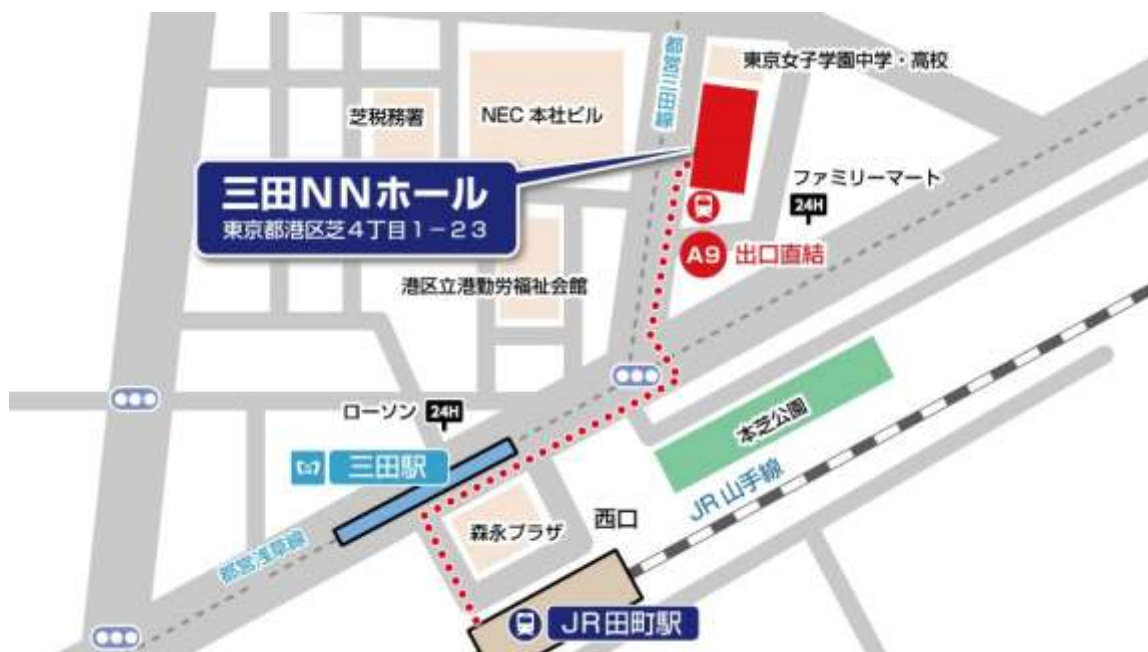 都営三田線
東京女子学園中学・高校
芝税務署
NEC 本社ビル
三田NNホール
東京都港区芝4丁目1-23
ファミリーマート
24H
A9 出口直結
港区立港勤労福祉会館
ローソン 24H
三田駅
本芝公園
JR 山手線
西口
森永プラザ
都営浅草線
JR田町駅